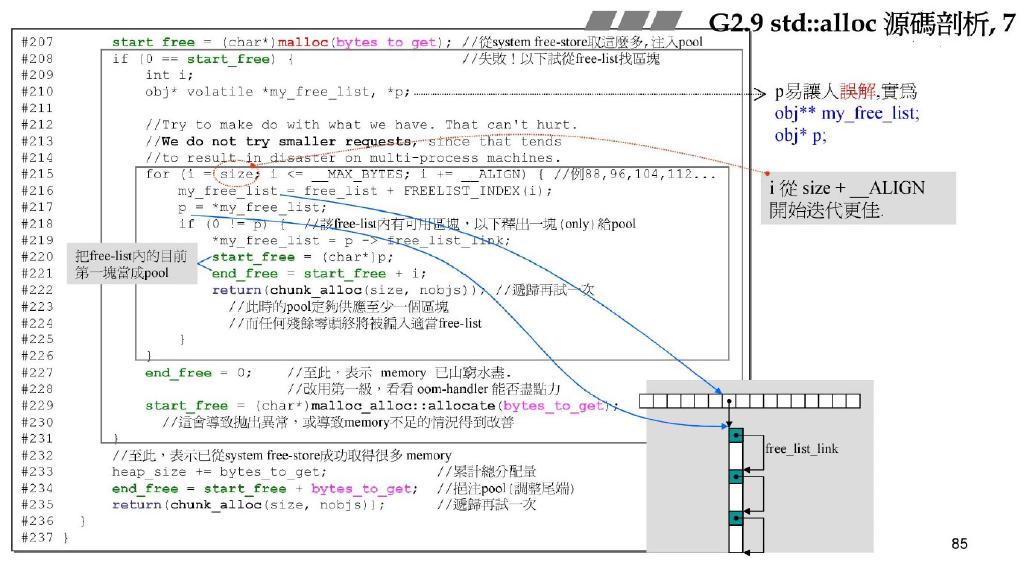 G2.9 std::alloc 源碼剖析, 7
#207 start_free = (char*)malloc(bytes_to_get); //從system free-store取這麼多, 注入pool
#208 if (0 == start_free) { //失敗！以下試從free-list找區塊
#209 int i;
#210 obj* volatile *my_free_list, *p;
p易讓人誤解,實爲
obj** my_free_list;
obj* p;
#211
#212 //Try to make do with what we have. That can't hurt.
#213 //We do not try smaller requests, since that tends
#214 //to result in disaster on multi-process machines.
#215 for (i = size; i <= __MAX_BYTES; i += __ALIGN) { //例88,96,104,112...
#216 my_free_list = free_list + FREELIST_INDEX(i);
#217 p = *my_free_list;
i 從 size + __ALIGN
開始迭代更佳.
#218 if (0 != p) { //該free-list內有可用區塊，以下釋出一塊(only)給pool
#219 *my_free_list = p -> free_list_link;
#220 start_free = (char*)p;
#221 end_free = start_free + i;
把free-list內的目前
第一塊當成pool
#222 return(chunk_alloc(size, nobjs)); //遞歸再試一次
#223 //此時的pool定夠供應至少一個區塊
#224 //而任何殘餘零頭終將被編入適當free-list
#225 }
#226 }
#227 end_free = 0; //至此，表示 memory 已山窮水盡.
#228 //改用第一級，看看 oom-handler 能否盡點力
#229 start_free = (char*)malloc_alloc::allocate(bytes_to_get);
#230 //這會導致拋出異常，或導致memory不足的情況得到改善
#231 }
#232 //至此，表示已從system free-store成功取得很多 memory
#233 heap_size += bytes_to_get; //累計總分配量
#234 end_free = start_free + bytes_to_get; //挹注pool(調整尾端)
#235 return(chunk_alloc(size, nobjs)); //遞歸再試一次
#236 }
#237 }
free_list_link
85